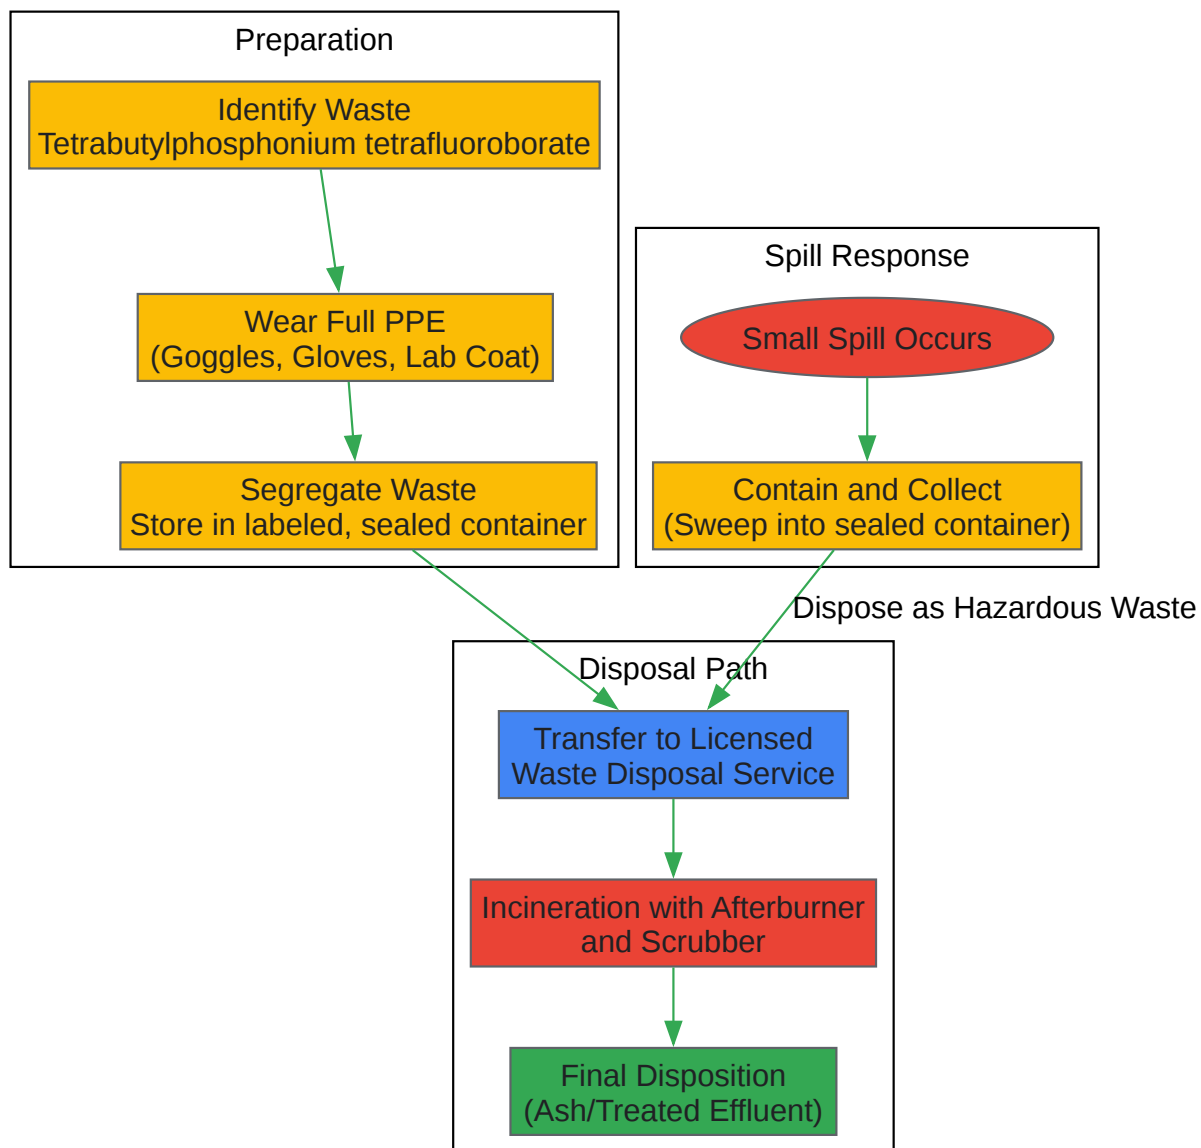 Preparation
Identify Waste
Tetrabutylphosphonium tetrafluoroborate
Wear Full PPE
(Goggles, Gloves, Lab Coat)
Segregate Waste
Store in labeled, sealed container
Spill Response
Small Spill Occurs
Contain and Collect
(Sweep into sealed container)
Dispose as Hazardous Waste
Disposal Path
Transfer to Licensed
Waste Disposal Service
Incineration with Afterburner
and Scrubber
Final Disposition
(Ash/Treated Effluent)